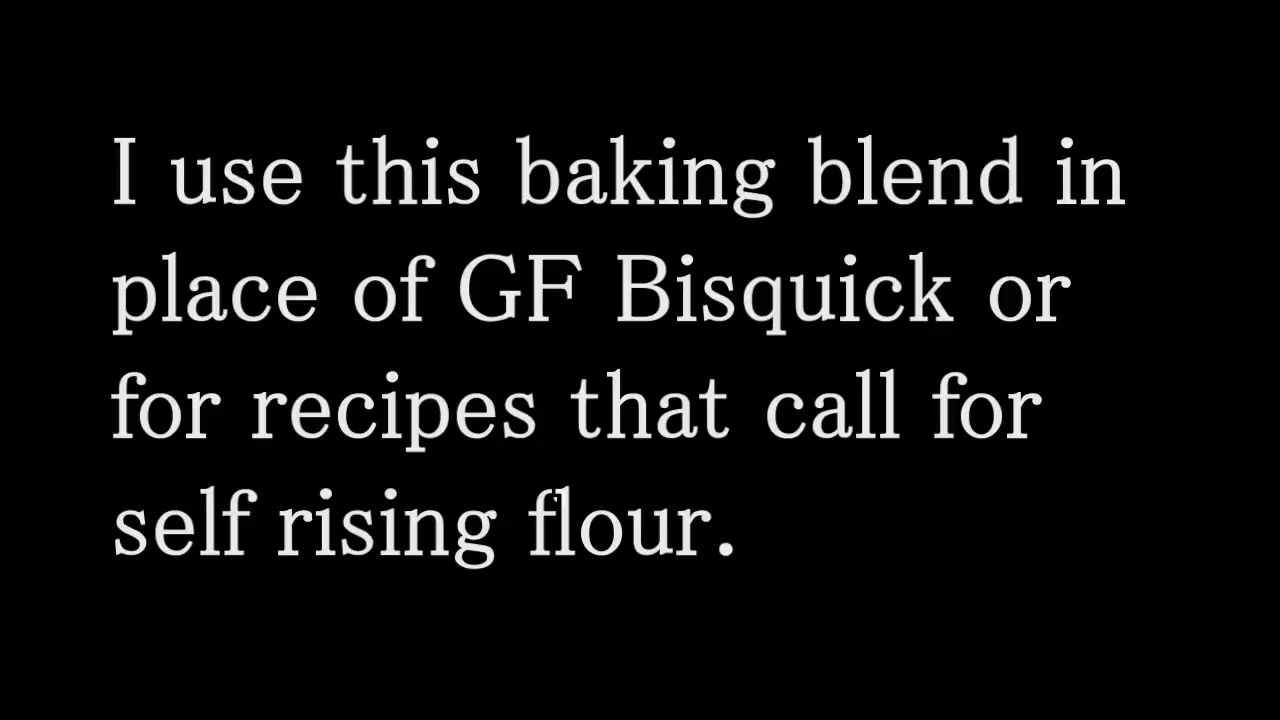 I use this baking blend in
place of GF Bisquick or
for recipes that call for
self rising flour.